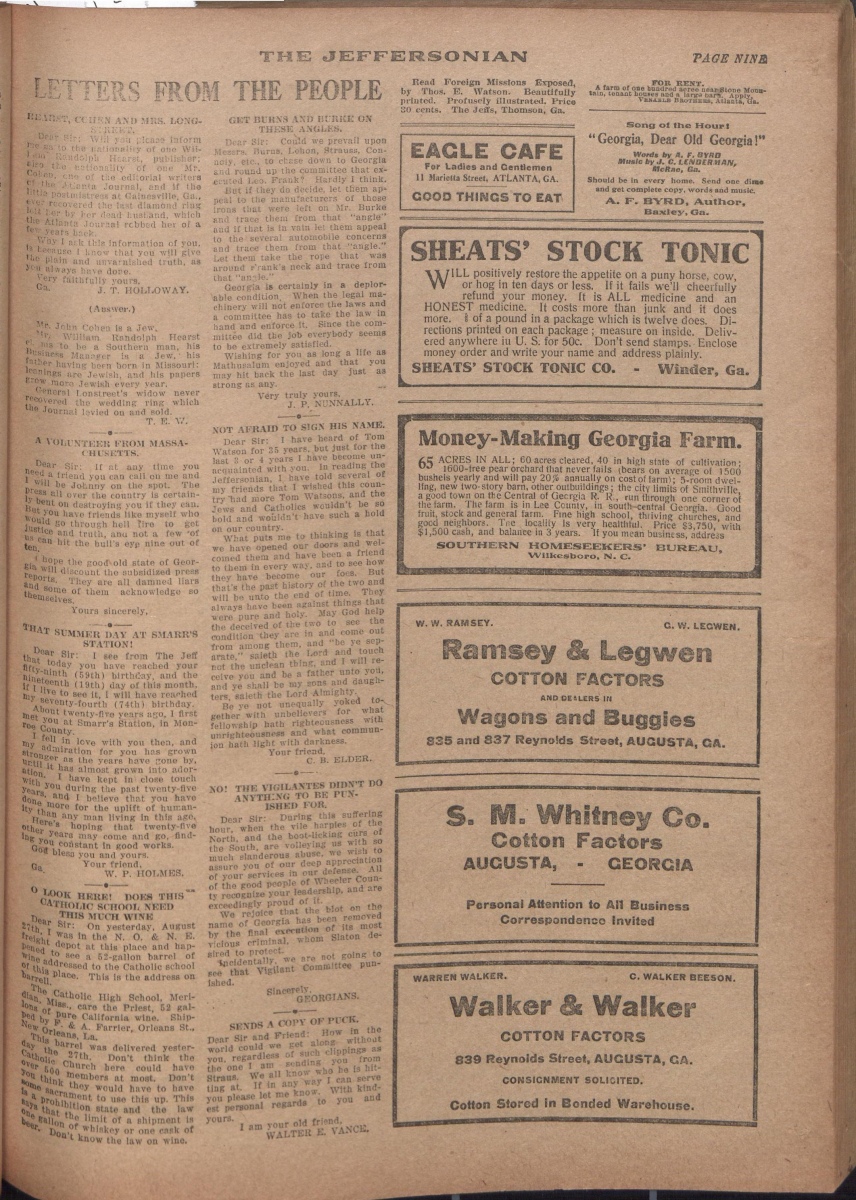 THE JEFFERSONIAN
PAGE NINE
LETTERS FROM THE PEOPLE
HEARST, COHEN AND MRS. LONG-
STREET.
Dear Sir: Will you please inform
me as to the nationality of one Wil-
liam Randolph Hearst, publisher;
also the nationality of one Mr.
Cohen, one of the editorial writers
of the Atlanta Journal, and if the
little postmistress at Gainesville, Ga.,
ever recovered the last diamond ring
left her by her dead husband, which
the Atlanta Journal robbed her of a
few years back.
Why I ask this information of you,
is because I know that you will give
the plain and unvarnished truth, as
you always have done.
Very faithfully yours,
Ga. J. T. HOLLOWAY.
(Answer.)
Mr. John Cohen is a Jew.
Mr. William Randolph Hearst
claims to be a Southern man, his
Business Manager is a Jew, his
father having been born in Missouri:
leanings are Jewish, and his papers
grow more Jewish every year.
General Longstreet's widow never
recovered the wedding ring which
the Journal levied on and sold.
T. E. W.
A VOLUNTEER FROM MASSA-
CHUSETTS.
Dear Sir: If at any time you
need a friend you can call on me and
I will be Johnny on the spot. The
press all over the country is certain-
ly bent on destroying you if they can.
But you have friends like myself who
would go through hell fire to get
justice and truth, and not a few of
us can hit the bull's eye nine out of
ten.
I hope the good old state of Geor-
gia will discount the subsidised press
reports. They are all damned liars
and some of them acknowledge so
themselves.
Yours sincerely,
THAT SUMMER DAY AT SMARR'S
STATION!
Dear Sir: I see from The Jeff
that today you have reached your
fifty-ninth (59th) birthday, and the
nineteenth (19th) day of this month,
if I live to see it, I will have reached
my seventy-fourth (74th) birthday.
About twenty-five years ago, I first
met you at Smarr's Station, in Mon-
roe County.
I fell in love with you then, and
my admiration for you has grown
stronger as the years have gone by,
until it has almost grown into ador-
ation. I have kept in close touch
with you during the past twenty-five
years, and I believe that you have
done more for the uplift of human-
ity than any man living in this age.
Here's hoping that twenty-five
other years may come and go, find-
ing you constant in good works.
God bless you and yours.
Your friend,
Ga. W. P. HOLMES.
O LOOK HERE! DOES THIS
CATHOLIC SCHOOL NEED
THIS MUCH WINE
Dear Sir: On yesterday, August
27th, I was in the N. O. & N. E.
freight depot at this place and hap-
pened to see a 52-gallon barrel of
wine addressed to the Catholic school
of this place. This is the address on
barrell.
The Catholic High School, Meri-
dian, Miss., care the Priest, 52 gal-
lons of pure California wine. Ship-
ped by F. & A. Farrier, Orleans St.,
New Orleans, La.
This barrel was delivered yester-
day the 27th. Don't think the
Catholic Church here could have
over 500 members at most. Don't
you think they would have to have
some sacrament to use this up. This
is a prohibition state and the law
says that the limit of a shipment is
one gallon of whiskey or one cask of
beer. Don't know the law on wine.
GET BURNS AND BURKE ON
THESE ANGLES.
Dear Sir: Could we prevail upon
Messrs. Burns, Lehon, Strauss, Con-
nolly, etc., to chase down to Georgia
and round up the committee that ex-
ecuted Leo. Frank? Hardly I think.
But if they do decide, let them ap-
peal to the manufacturers of those
irons that were left on Mr. Burke
and trace them from that "angle"
and if that is in vain let them appeal
to the several automobile concerns
and trace them from that "angle."
Let them take the rope that was
around Frank's neck and trace from
that "angle."
Georgia is certainly in a deplor-
able condition. When the legal ma-
chinery will not enforce the laws and
a committee has to take the law in
hand and enforce it. Since the com-
mittee did the job everybody seems
to be extremely satisfied.
Wishing for you as long a life as
Mathusalum enjoyed and that you
may hit back the last day just as
strong as any.
Very truly yours,
J. P. NUNNALLY.
NOT AFRAID TO SIGN HIS NAME.
Dear Sir: I have heard of Tom
Watson for 25 years, but just for the
last 3 or 4 years I have become un-
acquainted with you. In reading the
Jeffersonian, I have told several of
my friends that I wished this coun-
try had more Tom Watsons, and the
Jews and Catholics wouldn't be so
bold and wouldn't have such a hold
on our country.
What puts me to thinking is that
we have opened our doors and wel-
comed them and have been a friend
to them in every way, and to see how
they have become our foes. But
that's the past history of the two and
will be unto the end of time. They
always have been against things that
were pure and holy. May God help
the deceived of the two to see the
condition they are in and come out
from among them, and "be ye sep-
arate," saieth the Lord and touch
not the unclean thing, and I will re-
ceive you and be a father unto you,
and ye shall be my sons and daugh-
ters, saieth the Lord Almighty.
Be ye not unequally yoked to-
gether with unbelievers for what
fellowship hath righteousness with
unrighteousness and what commun-
ion hath light with darkness.
Your friend,
C. B. ELDER.
NO! THE VIGILANTES DIDN'T DO
ANYTHING TO BE PUN-
ISHED FOR.
Dear Sir: During this suffering
hour, when the vile harpies of the
North, and the boot-licking curs of
the South, are volleying us with so
much slanderous abuse, we wish to
assure you of our deep appreciation
of your services in our defence. All
of the good people of Wheeler Coun-
ty recognize your leadership, and are
exceedingly proud of it.
We rejoice that the blot on the
name of Georgia has been removed
by the final execution of its most
vicious criminal, whom Slaton de-
sired to protect.
Accidentally, we are not going to
see that Vigilant Committee pun-
ished.
Sincerely,
GEORGIANS.
SENDS A COPY OF PUCK.
Dear Sir and Friend: How in the
world could we get along without
you, regardless of such clippings as
the one I am sending you from
Straus. We all know who he is hit-
ting at. If in any way I can serve
you please let me know. With kind-
est personal regards to you and
yours.
I am your old friend,
WALTER E. VANCE.
Read Foreign Missions Exposed,
by Thos. E. Watson. Beautifully
printed. Profusely illustrated. Price
30 cents. The Jeffs, Thomson, Ga.
FOR RENT.
A farm of one hundred acres near Stone Moun-
tain, tenant houses and a large barn. Apply,
VENABLE BROTHERS, Atlanta, Ga.
EAGLE CAFE
For Ladies and Gentlemen
11 Marietta Street, ATLANTA, GA.
GOOD THINGS TO EAT
Song of the Hour!
"Georgia, Dear Old Georgia!"
Words by A. F. BYRD
Music by J. C. LENDERMAN,
McRae, Ga.
Should be in every home. Send one dime
and get complete copy, words and music.
A. F. BYRD, Author,
Baxley, Ga.
SHEATS' STOCK TONIC
WILL positively restore the appetite on a puny horse, cow,
or hog in ten days or less. If it fails we'll cheerfully
refund your money. It is ALL medicine and an
HONEST medicine. It costs more than junk and it does
more. ¾ of a pound in a package which is twelve does. Di-
rections printed on each package; measure on inside. Deliv-
ered anywhere in U. S. for 50c. Don't send stamps. Enclose
money order and write your name and address plainly.
SHEATS' STOCK TONIC CO. - Winder, Ga.
Money-Making Georgia Farm.
65 ACRES IN ALL; 60 acres cleared, 40 in high state of cultivation;
1600-tree pear orchard that never fails (bears on average of 1500
bushels yearly and will pay 20% annually on cost of farm); 5-room dwel-
ling, new two-story barn, other outbuildings; the city limits of Smithville,
a good town on the Central of Georgia R. R., run through one corner of
the farm. The farm is in Lee County, in south-central Georgia. Good
fruit, stock and general farm. Fine high school, thriving churches, and
good neighbors. The locality is very healthful. Price $3,750, with
$1,500 cash, and balance in 3 years. If you mean business, address
SOUTHERN HOMESEEKERS' BUREAU,
Wilkesboro, N. C.
W. W. RAMSEY. C. W. LEGWEN.
Ramsey & Legwen
COTTON FACTORS
AND DEALERS IN
Wagons and Buggies
835 and 837 Reynolds Street, AUGUSTA, GA.
S. M. Whitney Co.
Cotton Factors
AUGUSTA, - GEORGIA
Personal Attention to All Business
Correspondence Invited
WARREN WALKER. C. WALKER BEESON.
Walker & Walker
COTTON FACTORS
839 Reynolds Street, AUGUSTA, GA.
CONSIGNMENT SOLICITED.
Cotton Stored in Bonded Warehouse.